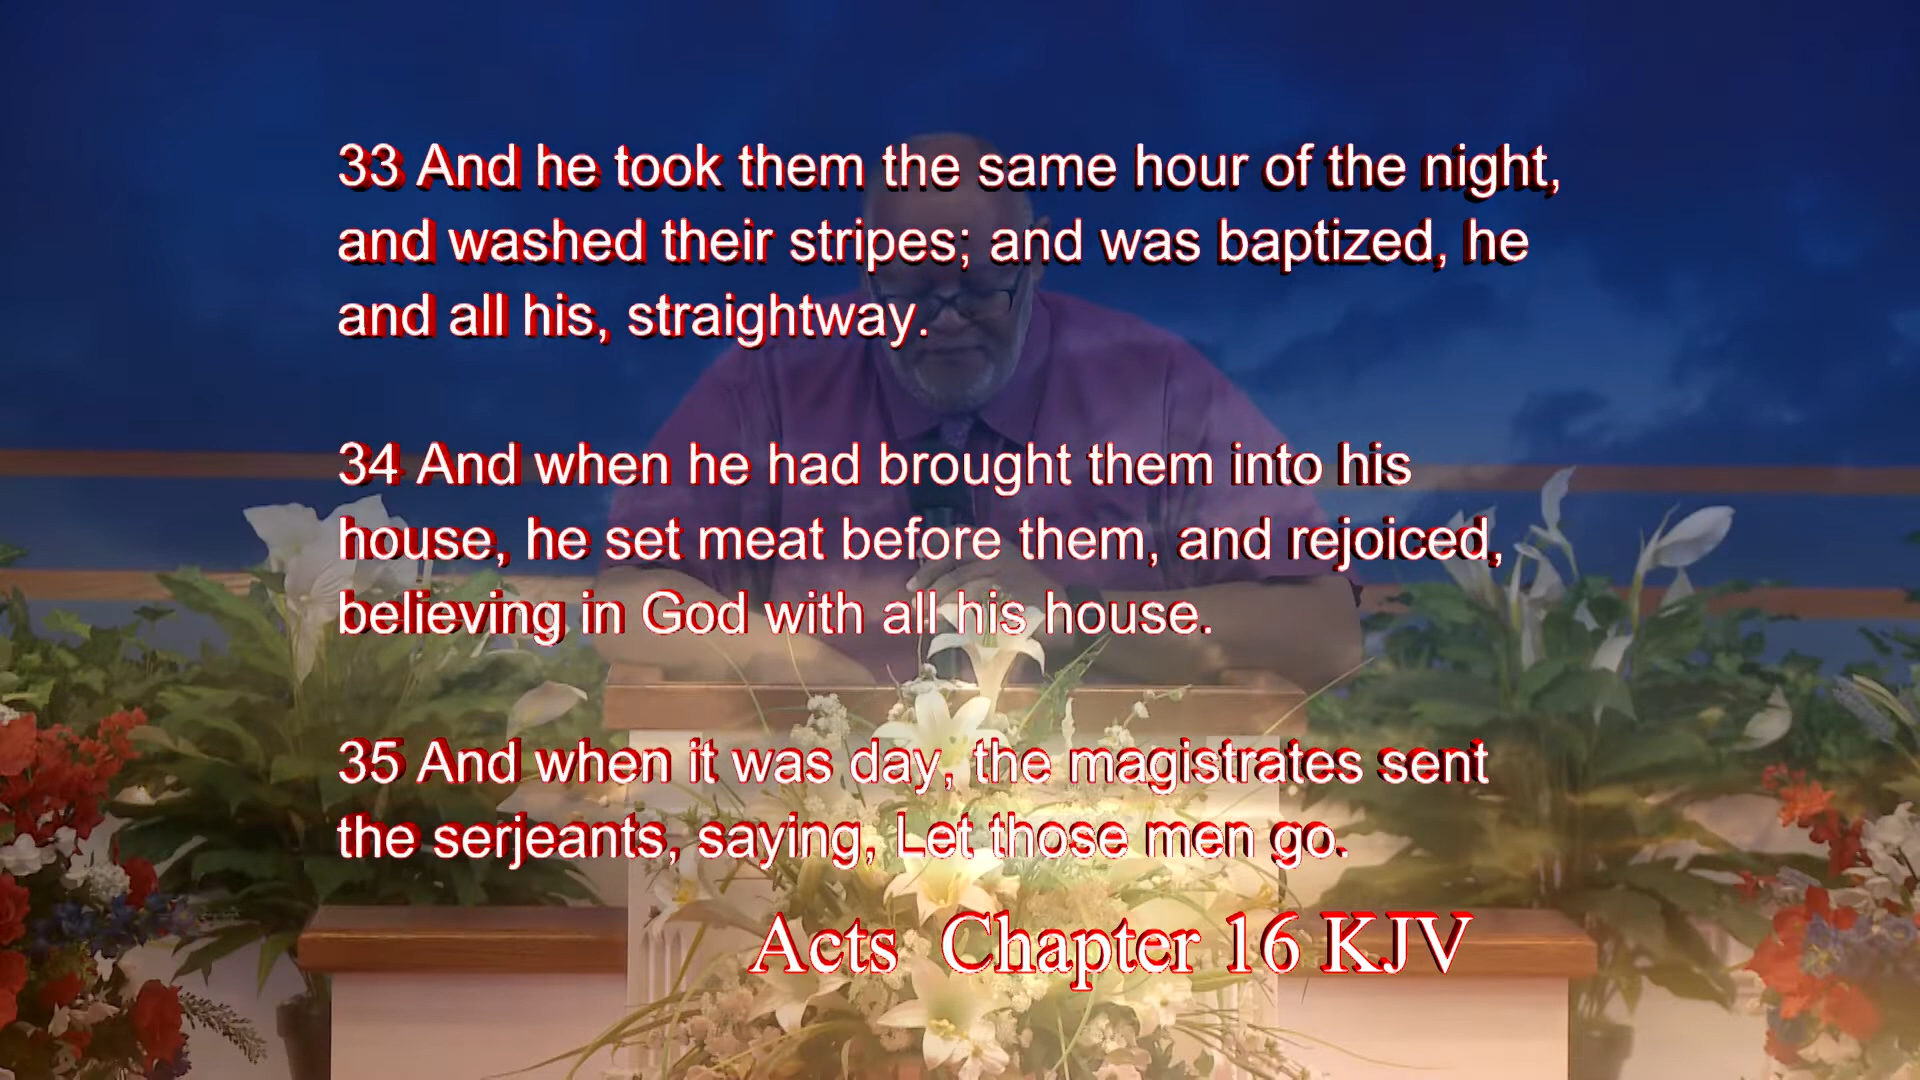 33 And he took them the same hour of the night,
and washed their stripes; and was baptized, he
and all his, straightway.
34 And when he had brought them into his
house, he set meat before them, and rejoiced,
believing in God with all his house.
35 And when it was day, the magistrates sent
the serjeants, saying, Let those men go.
Acts Chapter 16 KJV